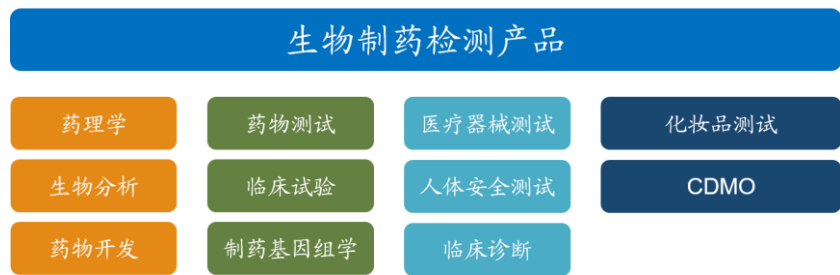 生物制药检测产品
药理学
药物测试
医疗器械测试
化妆品测试
生物分析
临床试验
人体安全测试
CDMO
药物开发
制药基因组学
临床诊断